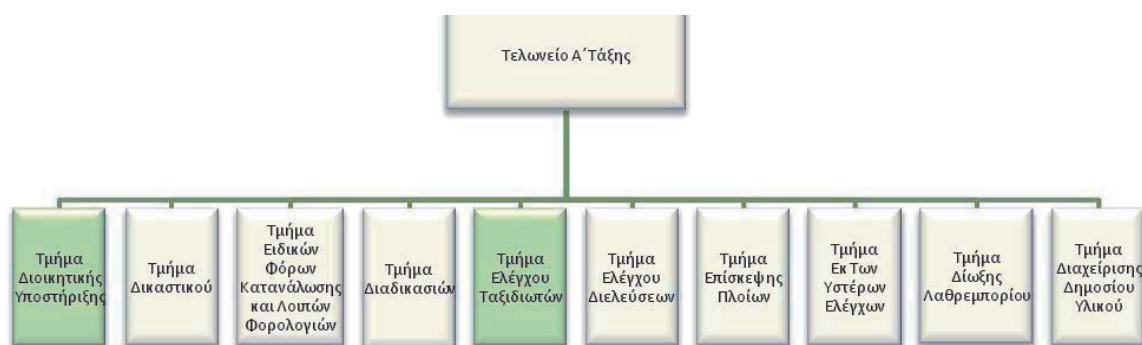 Τελωνείο Α΄Τάξης
Τμήμα
Διοικητικής
Υποστήριξης
Τμήμα
Δικαστικού
Τμήμα
Ειδικών
Φόρων
Κατανάλωσης
και Λοιπών
Φορολογιών
Τμήμα
Διαδικασιών
Τμήμα
Ελέγχου
Ταξιδιωτών
Τμήμα
Ελέγχου
Διελεύσεων
Τμήμα
Επίσκεψης
Πλοίων
Τμήμα
Εκ Των
Υστέρων
Ελέγχων
Τμήμα
Δίωξης
Λαθρεμπορίου
Τμήμα
Διαχείρισης
Δημοσίου
Υλικού